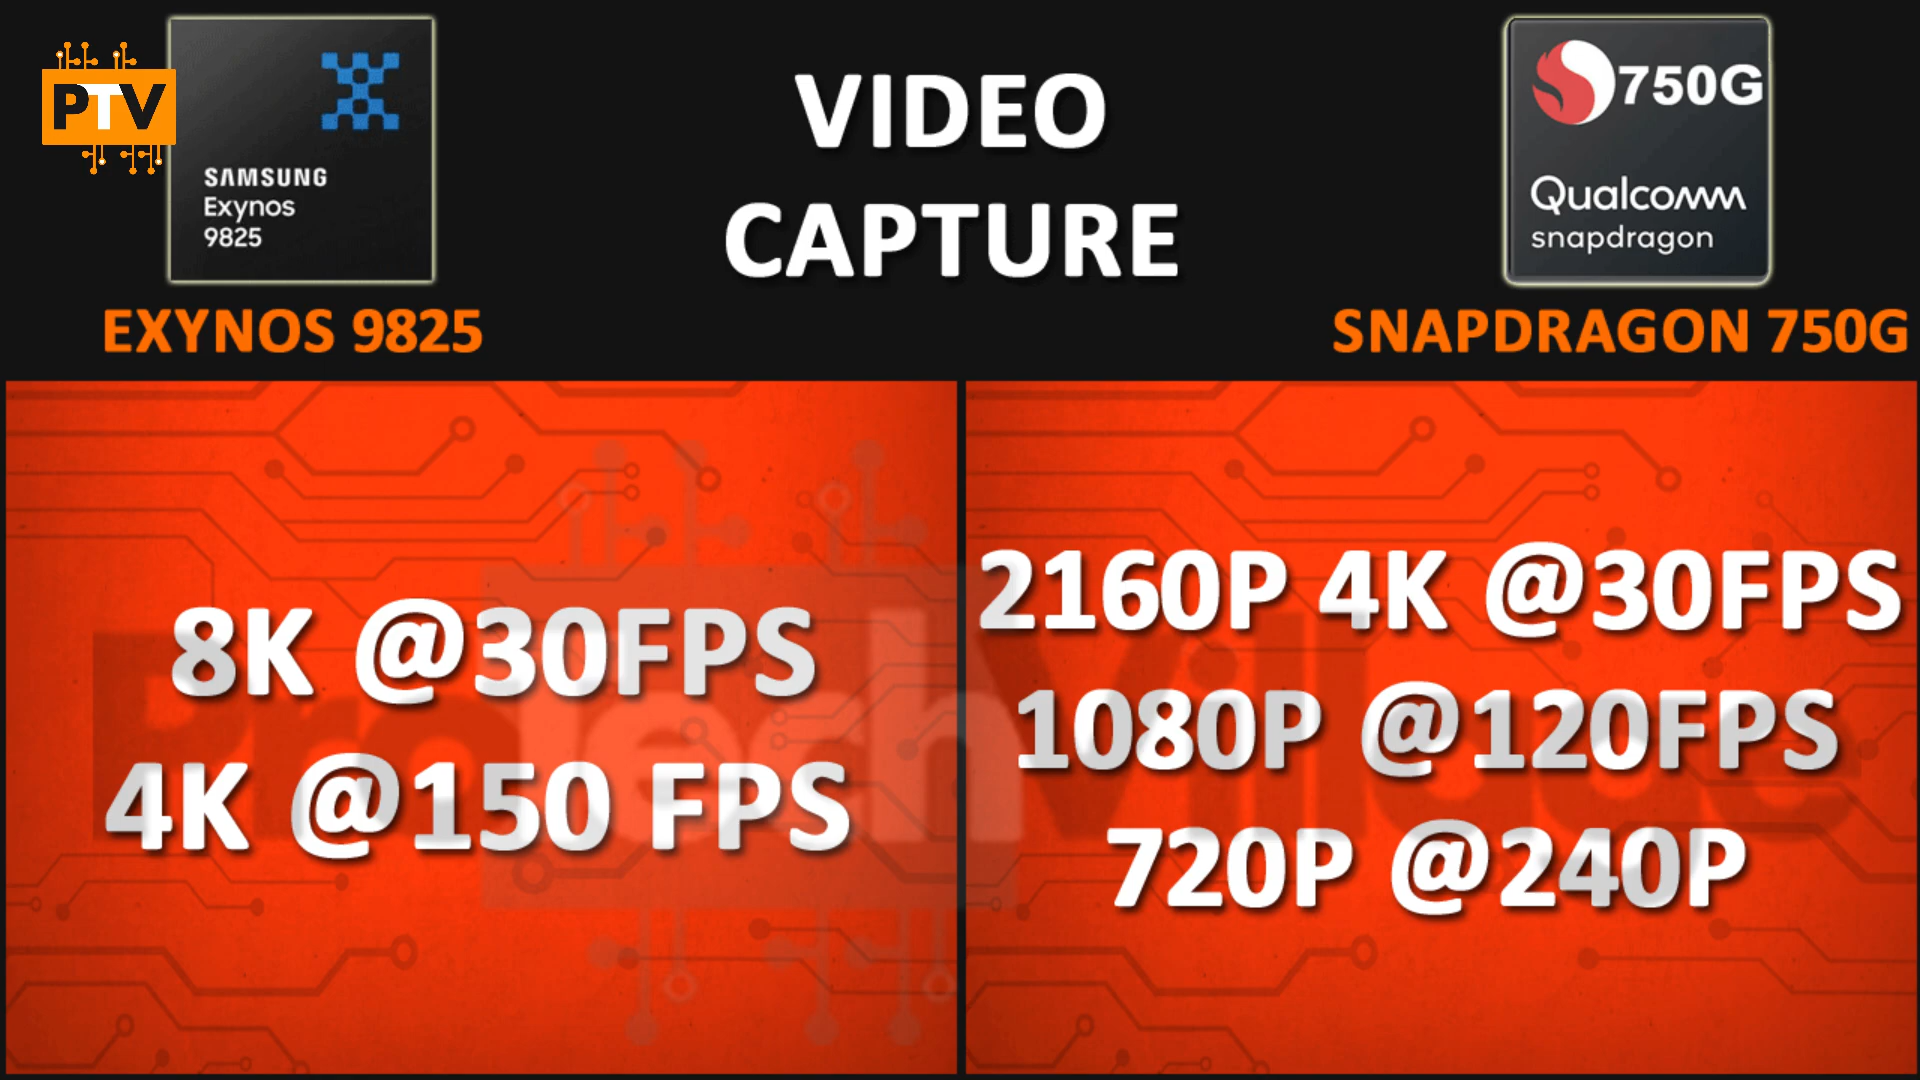 PTV
SAMSUNG
Exynos
9825
EXYNOS 9825
VIDEO
CAPTURE
750G
Qualcomm
snapdragon
SNAPDRAGON 750G
8K @30FPS
4K @150 FPS
2160P 4K @30FPS
1080P @120FPS
720P @240P
ProTechVillage